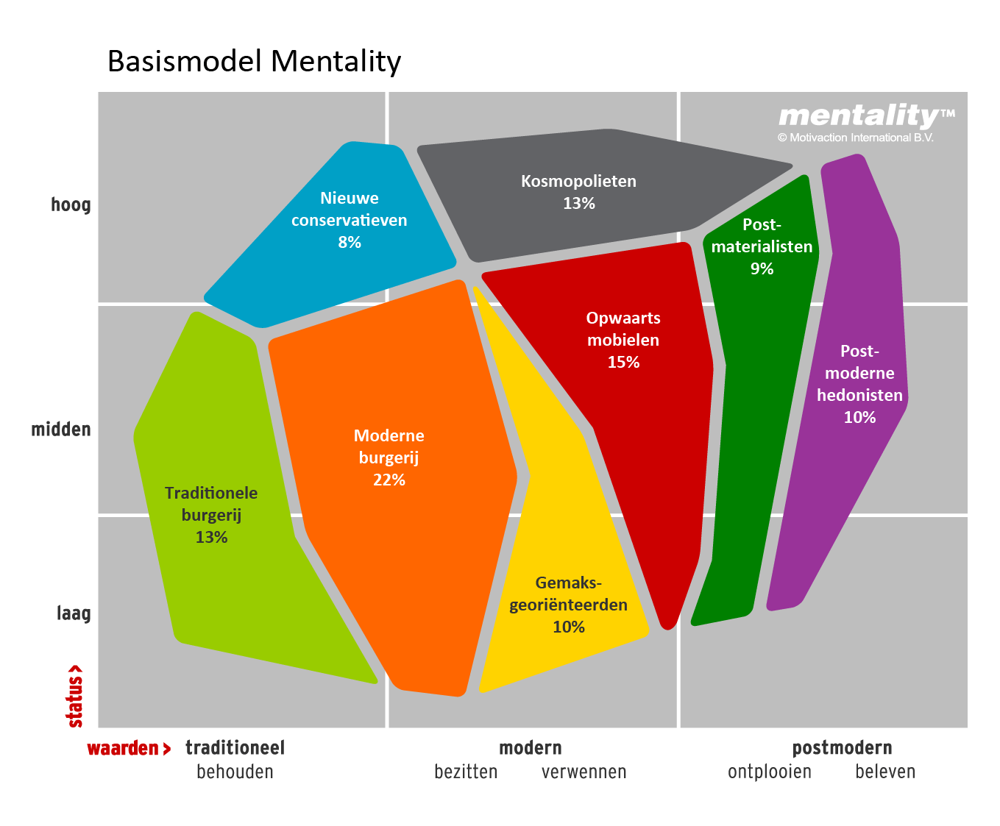 Basismodel Mentality
mentality™
© Motivaction International B.V.
hoog
midden
laag
status >
Nieuwe
conservatieven
8%
Kosmopolieten
13%
Post-
materialisten
9%
Opwaarts
mobielen
15%
Post-
moderne
hedonisten
10%
Moderne
burgerij
22%
Traditionele
burgerij
13%
Gemaks-
georiënteerden
10%
waarden > traditioneel modern postmodern
behouden bezitten verwennen ontplooien beleven